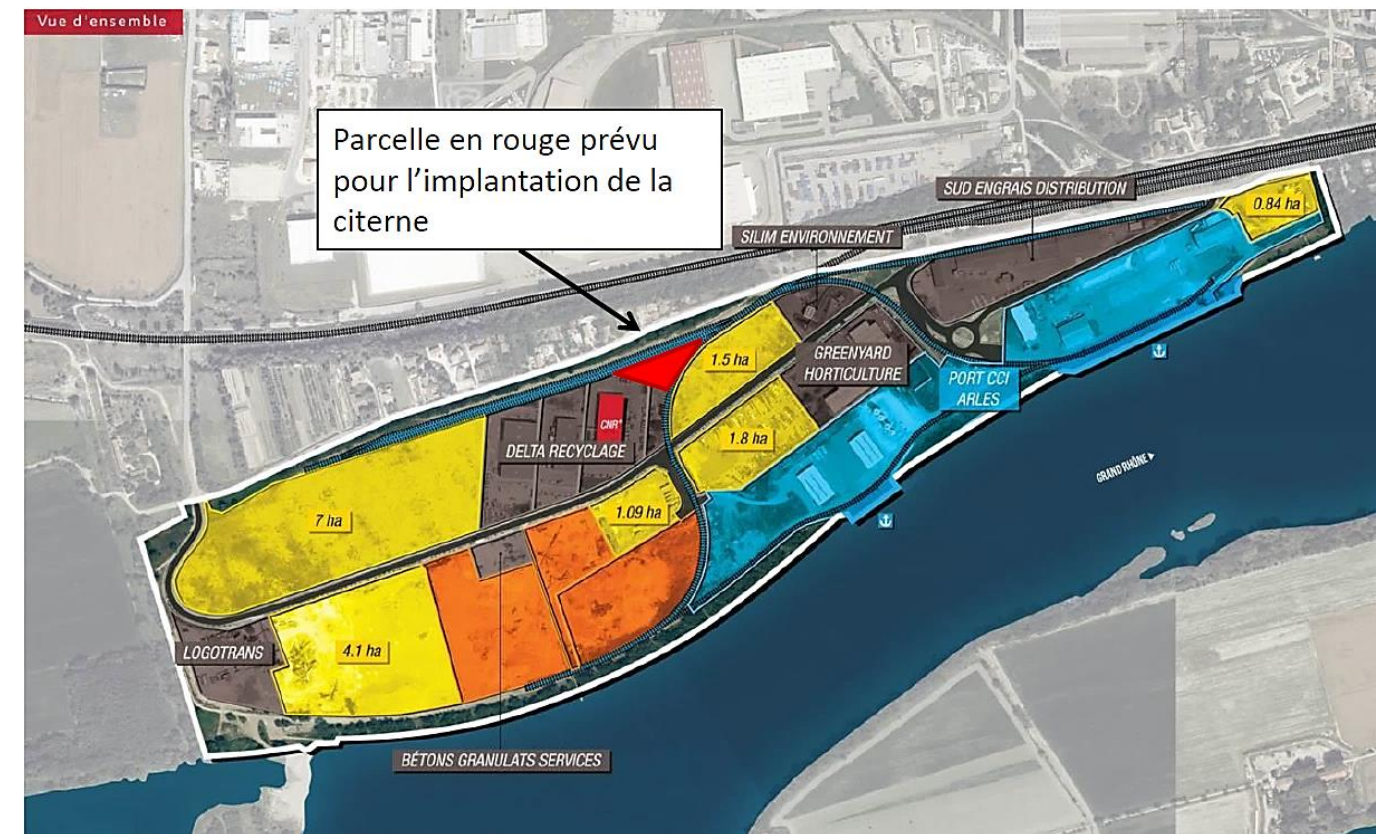 Vue d'ensemble
Parcelle en rouge prévu
pour l'implantation de la
citerne
SUD ENGRAIS DISTRIBUTION
0.84 ha
SILIM ENVIRONNEMENT
1.5 ha
GREENYARD
HORTICULTURE
PORT CCI
ARLES
CNR*
1.8 ha
DELTA RECYCLAGE
GRAND RHÔNE
7 ha
1.09 ha
LOGOTRANS
4.1 ha
BÉTONS GRANULATS SERVICES